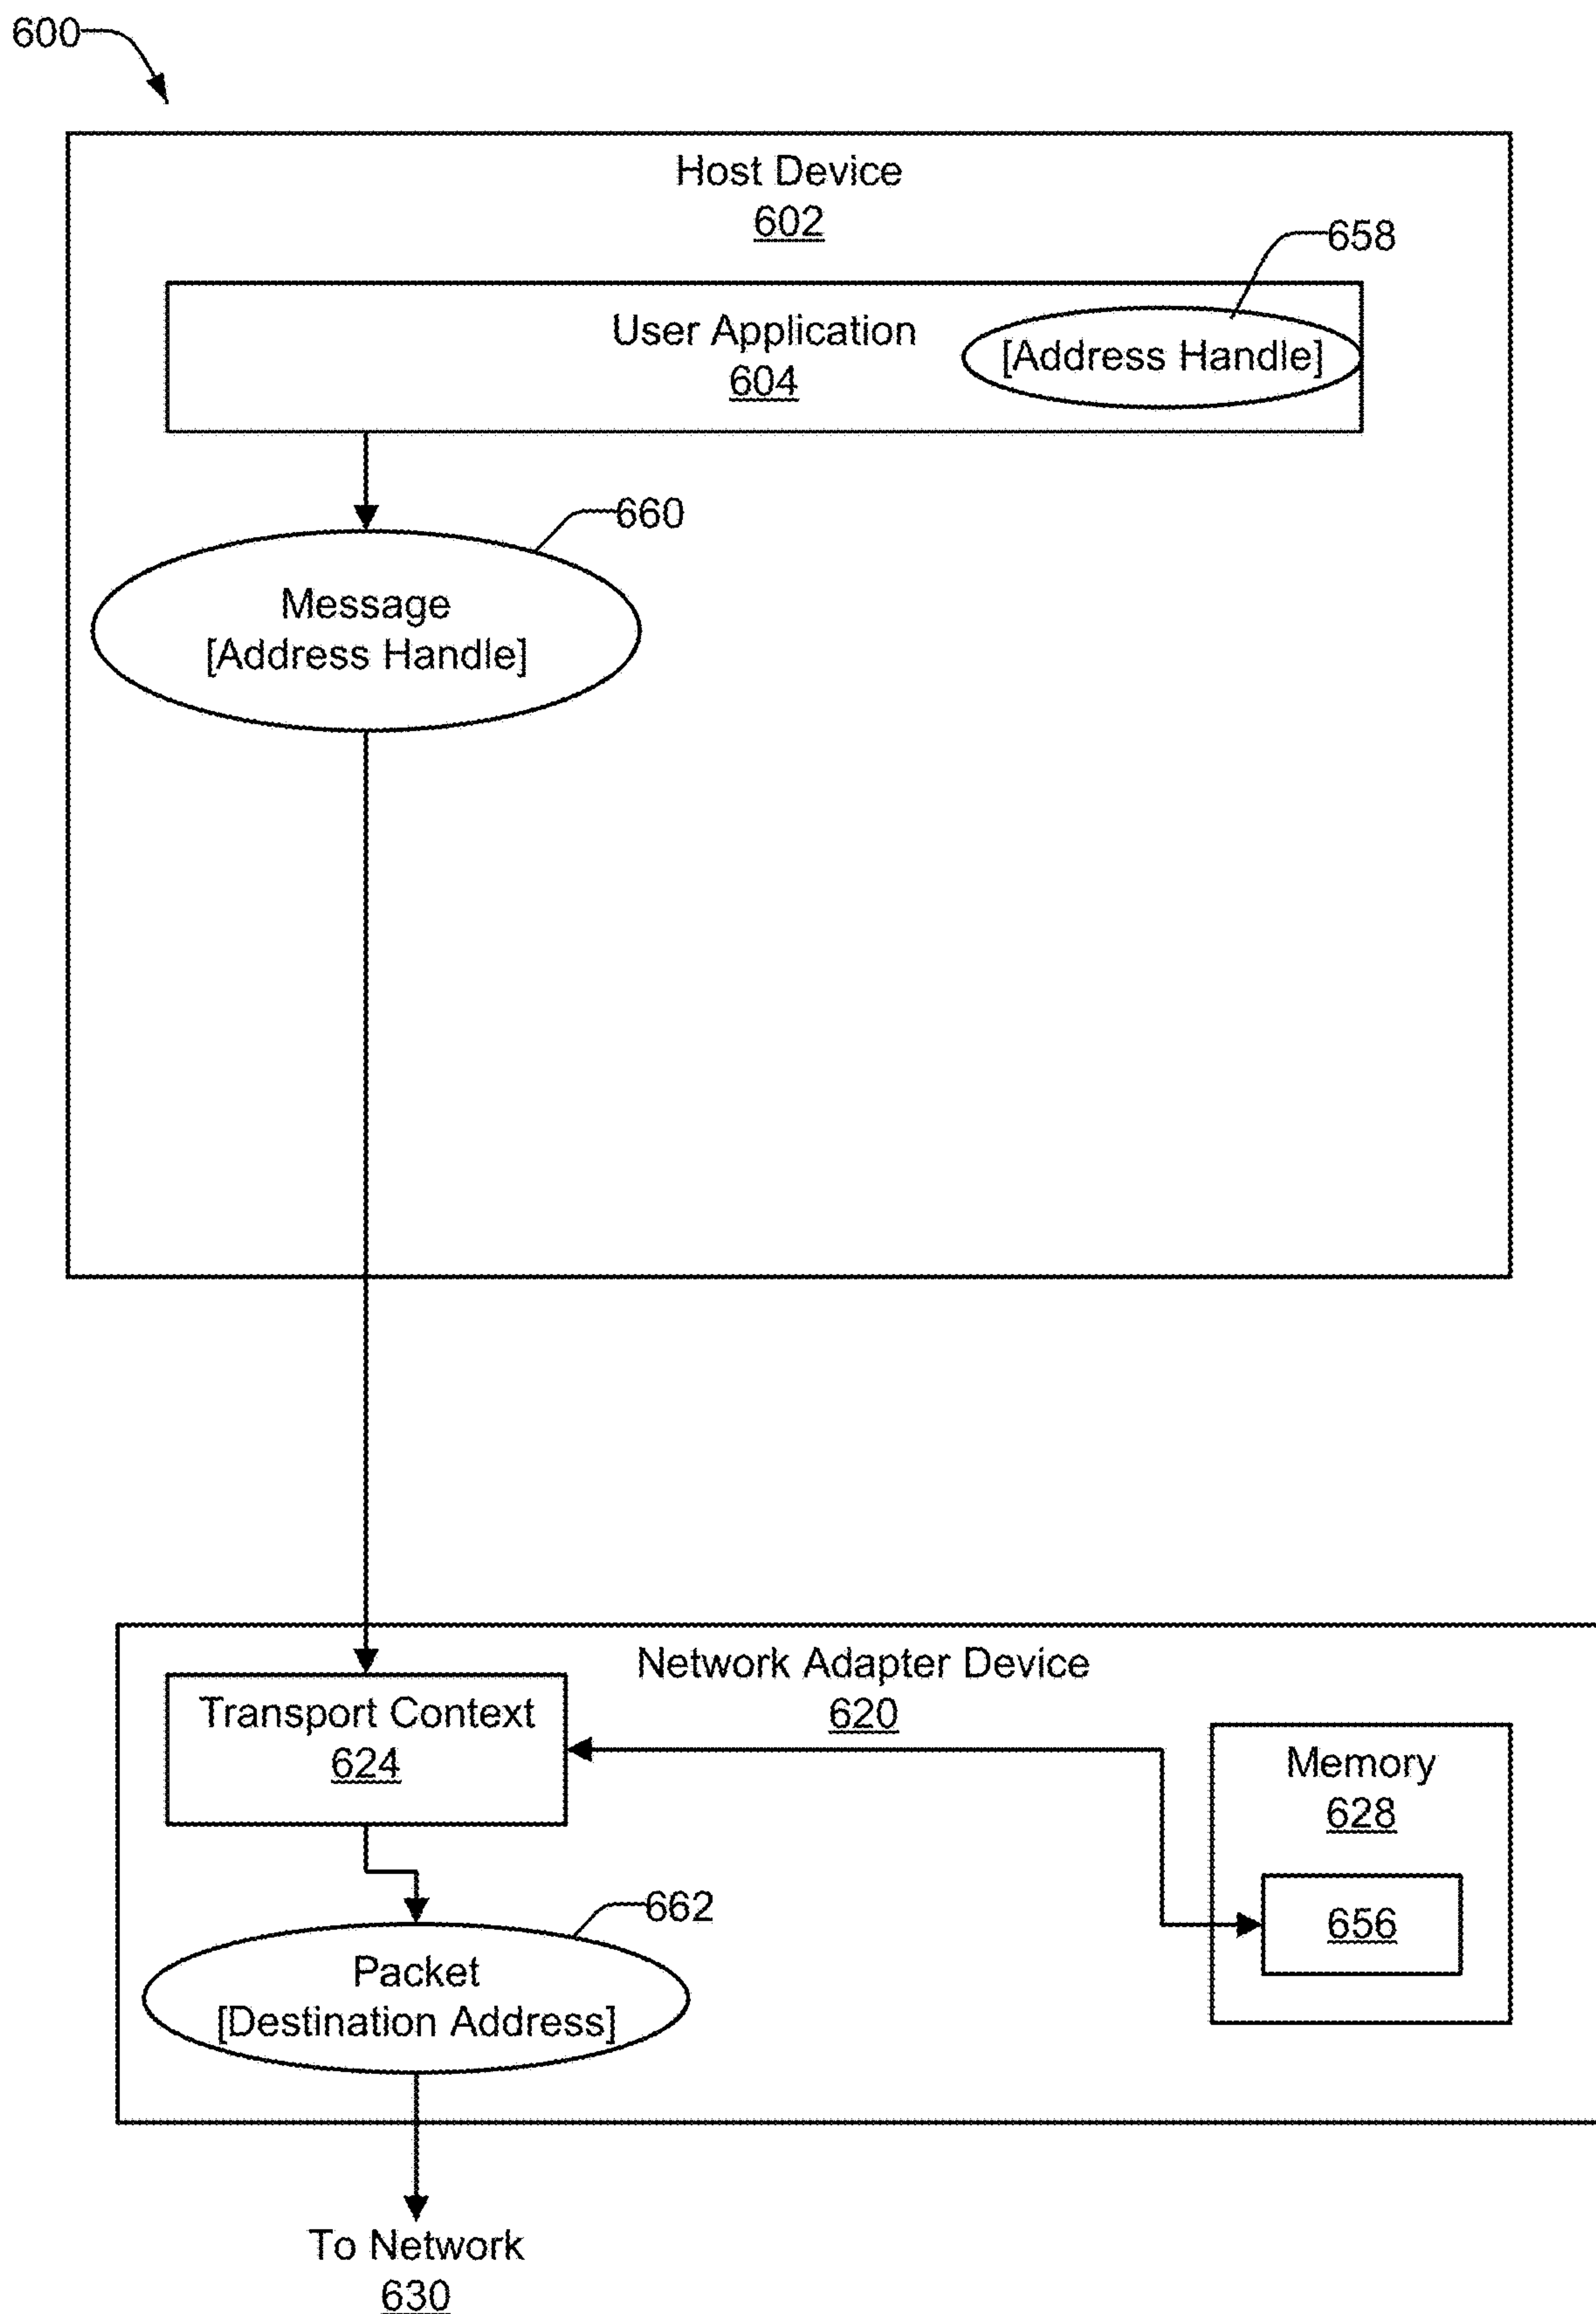 600
Host Device
602
658
User Application
604
[Address Handle]
660
Message
[Address Handle]
Network Adapter Device
620
Transport Context
624
Memory
628
656
662
Packet
[Destination Address]
To Network
630